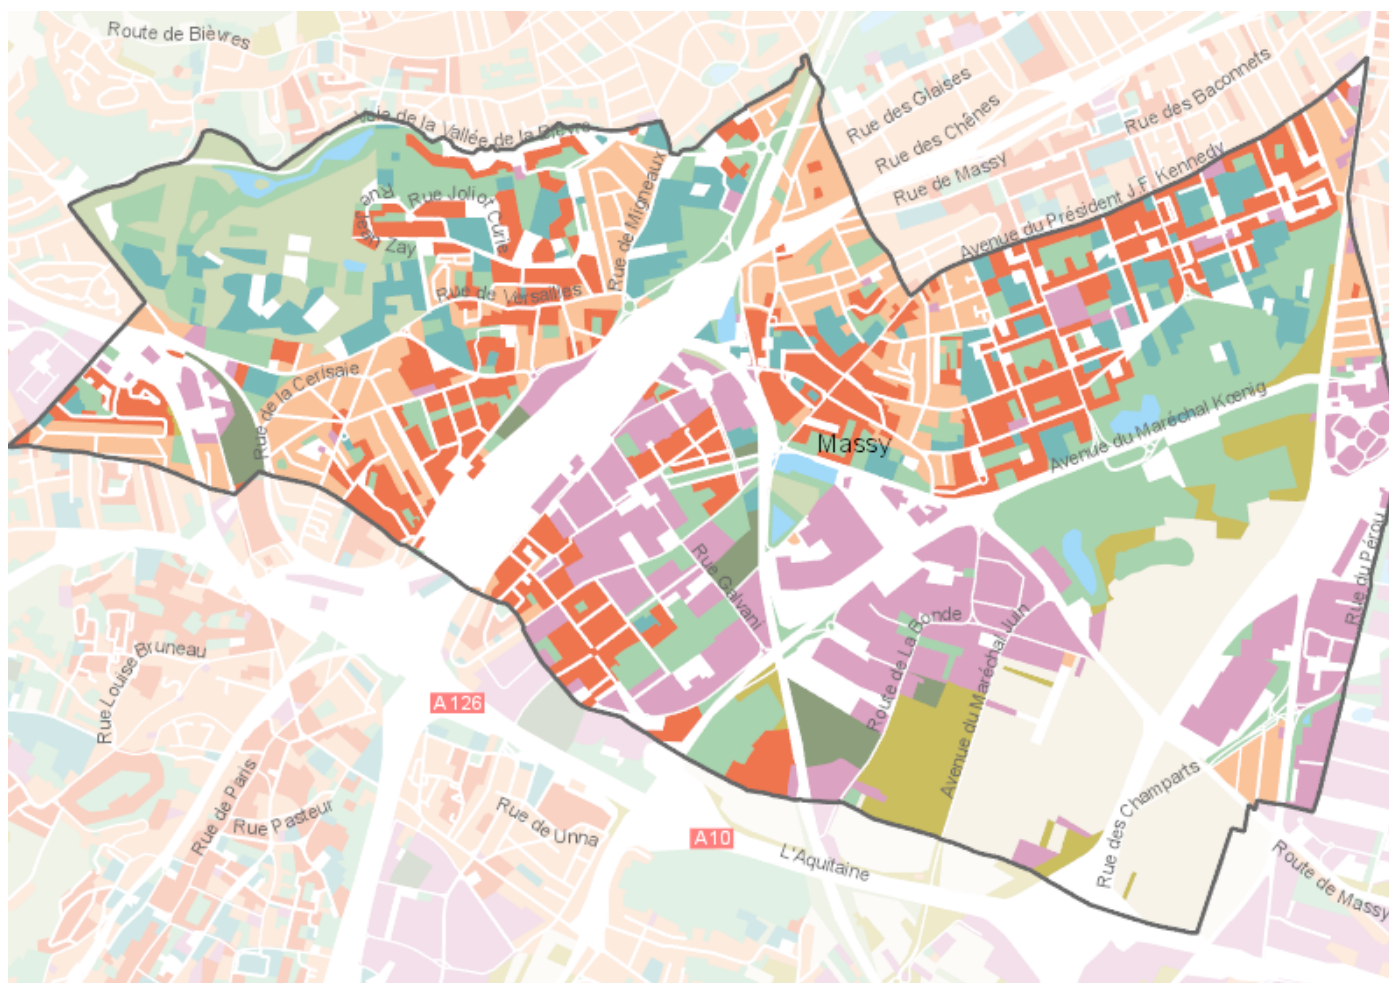 Route de Bièvres
Voie de la Vallée de la Bièvre
Rue des Glaises
Rue des Chênes
Rue des Baconnets
Rue de Massy
Rue Joliot Curie
Rue Jean Zay
Rue de Migneaux
Avenue du Président J.F. Kennedy
Rue de Versailles
Rue de la Cerisaie
Massy
Avenue du Maréchal Kœnig
Rue Galvani
Rue du Pérou
Route de La Bonde
Avenue du Maréchal Juin
Rue Louise Bruneau
A 126
Rue de Paris
Rue Pasteur
Rue de Unna
A10
L'Aquitaine
Rue des Champarts
Route de Massy